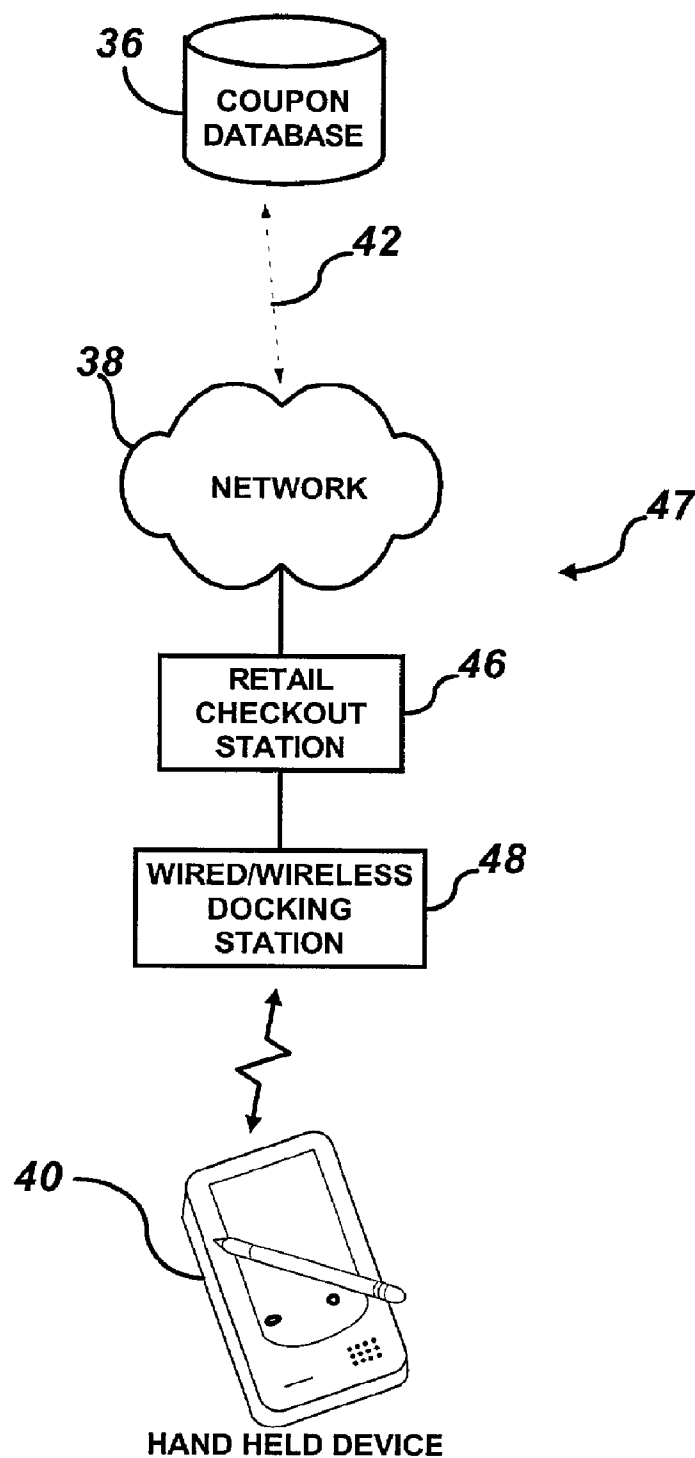 36
COUPON
DATABASE
42
38
NETWORK
47
RETAIL
CHECKOUT
STATION
46
WIRED/WIRELESS
DOCKING
STATION
48
40
HAND HELD DEVICE